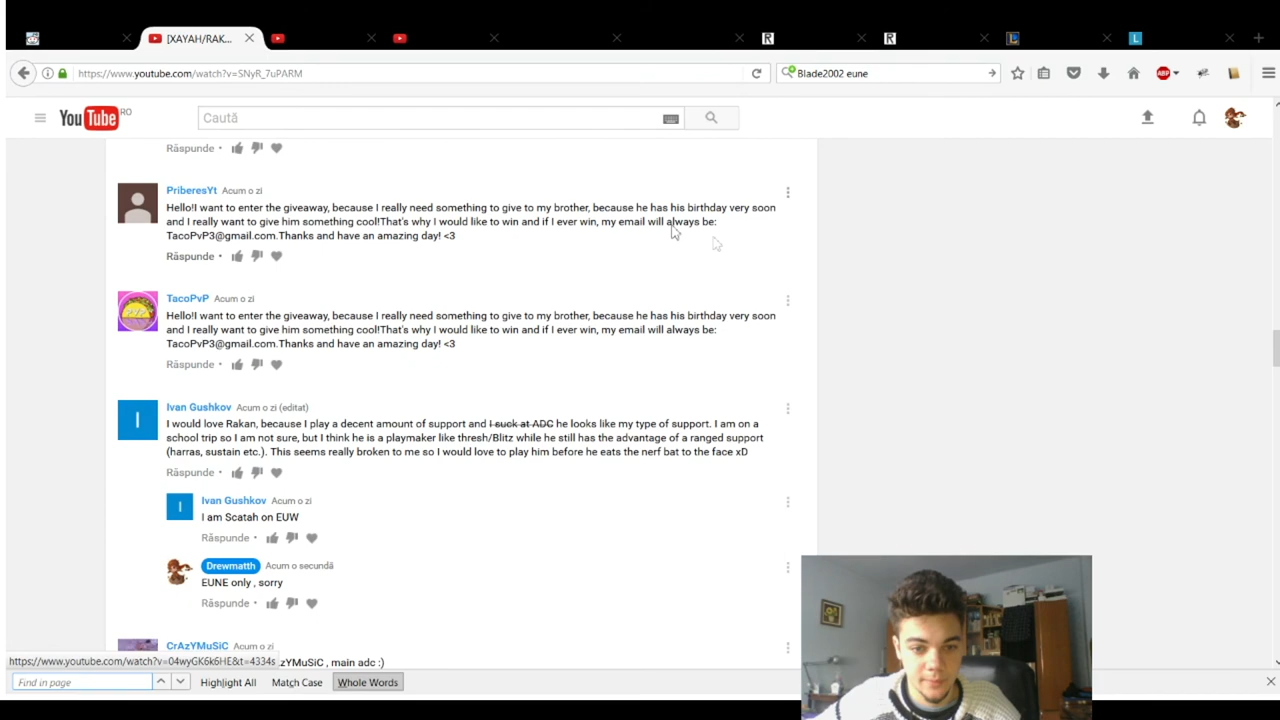 [XAYAH/RAK...
https://www.youtube.com/watch?v=SNyR_7uPARM
Blade2002 eune
ABP
YouTube RO
Caută
Răspunde •
PriberesYt Acum o zi
Hello!I want to enter the giveaway, because I really need something to give to my brother, because he has his birthday very soon
and I really want to give him something cool!That's why I would like to win and if I ever win, my email will always be:
TacoPvP3@gmail.com.Thanks and have an amazing day! <3
Răspunde •
TacoPvP Acum o zi
Hello!I want to enter the giveaway, because I really need something to give to my brother, because he has his birthday very soon
and I really want to give him something cool!That's why I would like to win and if I ever win, my email will always be:
TacoPvP3@gmail.com.Thanks and have an amazing day! <3
Răspunde •
I
Ivan Gushkov Acum o zi (editat)
I would love Rakan, because I play a decent amount of support and I suck at ADC he looks like my type of support. I am on a
school trip so I am not sure, but I think he is a playmaker like thresh/Blitz while he still has the advantage of a ranged support
(harras, sustain etc.). This seems really broken to me so I would love to play him before he eats the nerf bat to the face xD
Răspunde •
I
Ivan Gushkov Acum o zi
I am Scatah on EUW
Răspunde •
Drewmatth Acum o secundă
EUNE only , sorry
Răspunde •
CrAzYMuSiC Acum o zi
https://www.youtube.com/watch?v=04wyGK6k6HE&t=4334s
zYMuSiC , main adc :)
Find in page
Highlight All
Match Case
Whole Words